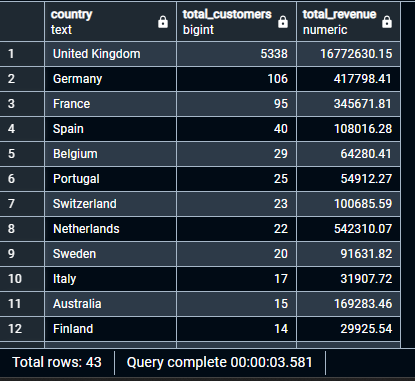 country total_customers total_revenue
text bigint numeric
1 United Kingdom 5338 16772630.15
2 Germany 106 417798.41
3 France 95 345671.81
4 Spain 40 108016.28
5 Belgium 29 64280.41
6 Portugal 25 54912.27
7 Switzerland 23 100685.59
8 Netherlands 22 542310.07
9 Sweden 20 91631.82
10 Italy 17 31907.72
11 Australia 15 169283.46
12 Finland 14 29925.54
Total rows: 43 Query complete 00:00:03.581